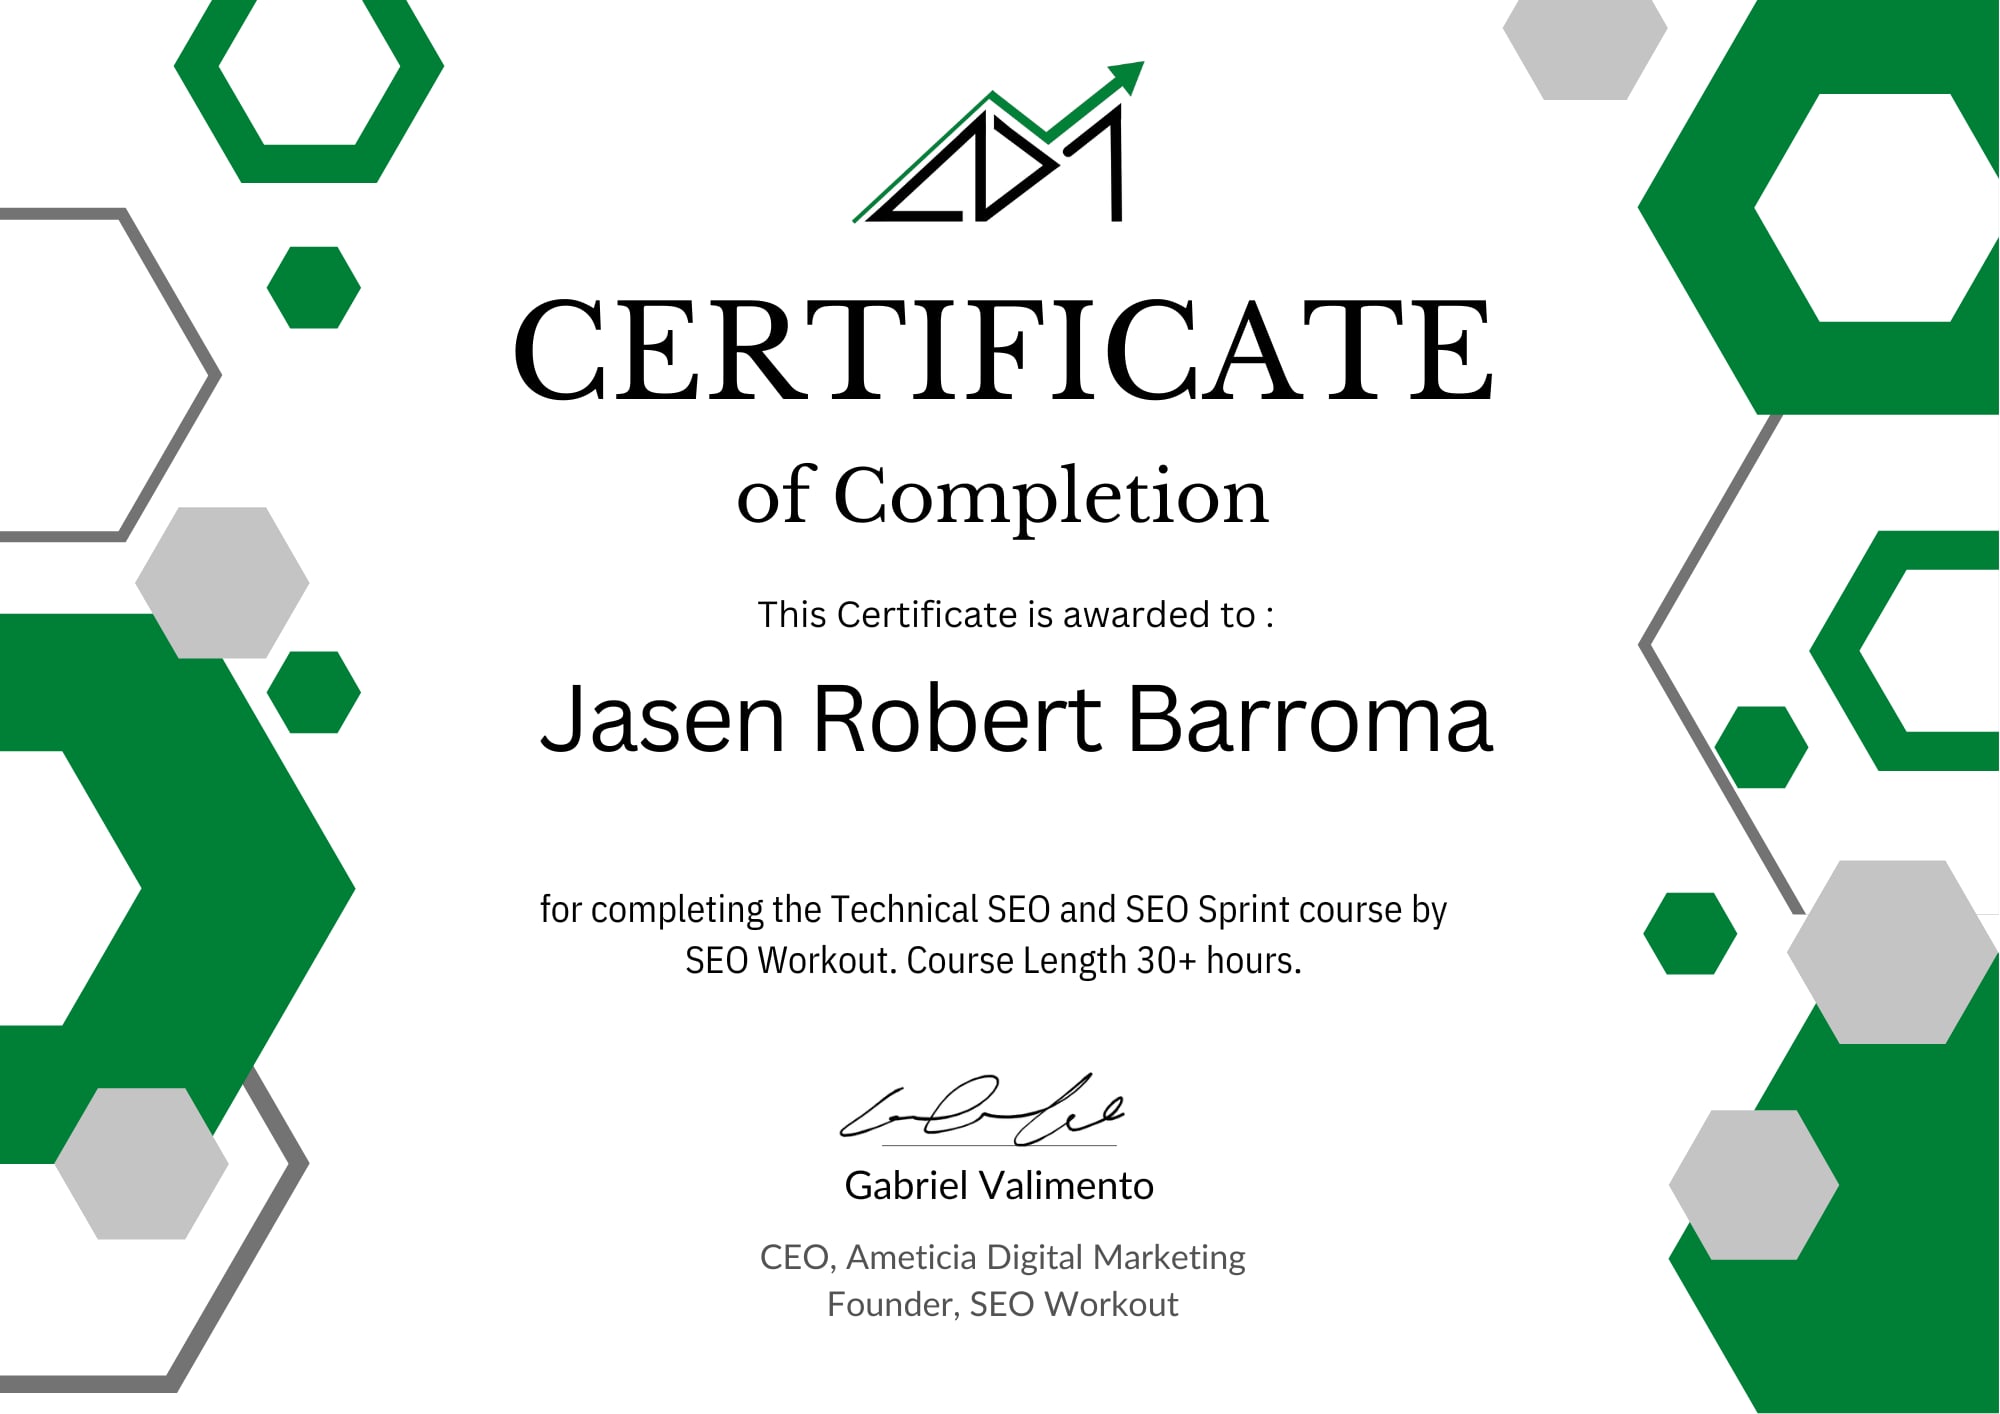 CERTIFICATE
of Completion
This Certificate is awarded to :
Jasen Robert Barroma
for completing the Technical SEO and SEO Sprint course by
SEO Workout. Course Length 30+ hours.
Gabriel Valimento
CEO, Ameticia Digital Marketing
Founder, SEO Workout